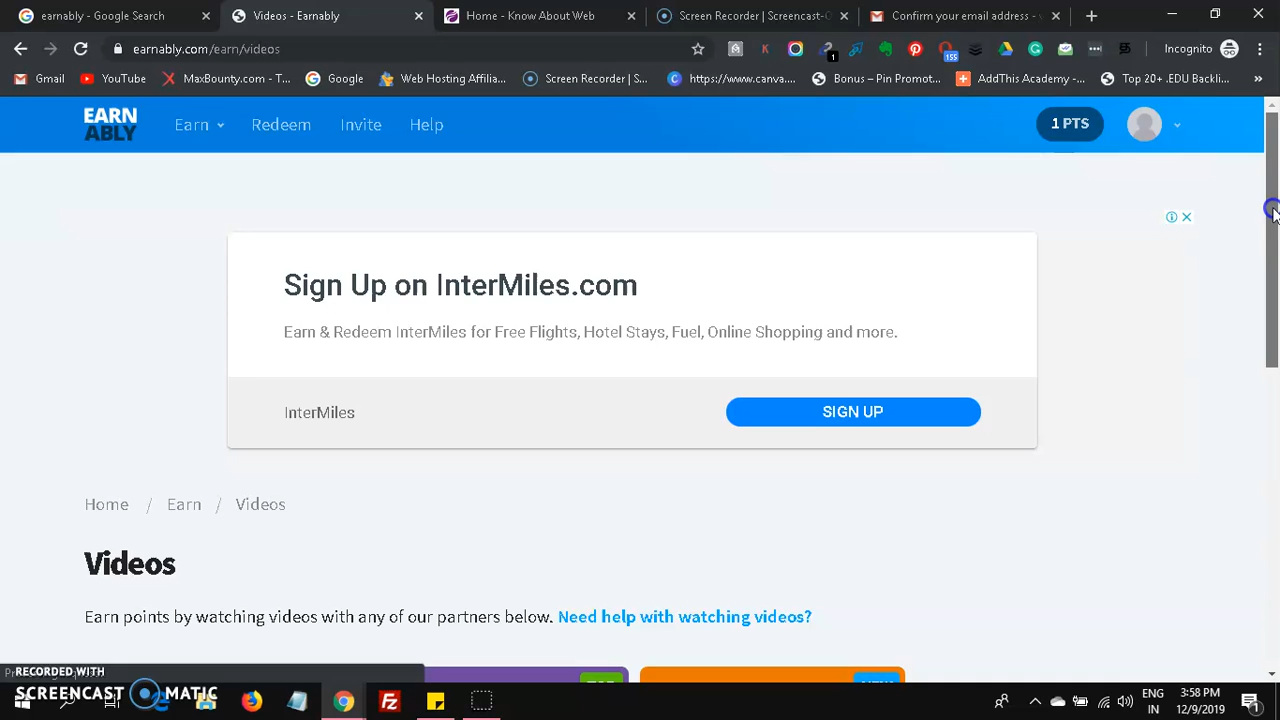 earnably - Google Search
Videos - Earnably
Home - Know About Web
Screen Recorder | Screencast-O
Confirm your email address - v
earnably.com/earn/videos
1
155
Incognito
Gmail
YouTube
MaxBounty.com - T...
Google
Web Hosting Affilia...
Screen Recorder | S...
https://www.canva....
Bonus – Pin Promot...
AddThis Academy -...
Top 20+ .EDU Backli...
»
EARN
ABLY
Earn
Redeem
Invite
Help
1 PTS
Sign Up on InterMiles.com
Earn & Redeem InterMiles for Free Flights, Hotel Stays, Fuel, Online Shopping and more.
InterMiles
SIGN UP
Home / Earn / Videos
Videos
Earn points by watching videos with any of our partners below. Need help with watching videos?
RECORDED WITH
SCREENCAST MATIC
ENG
IN
3:58 PM
12/9/2019
1